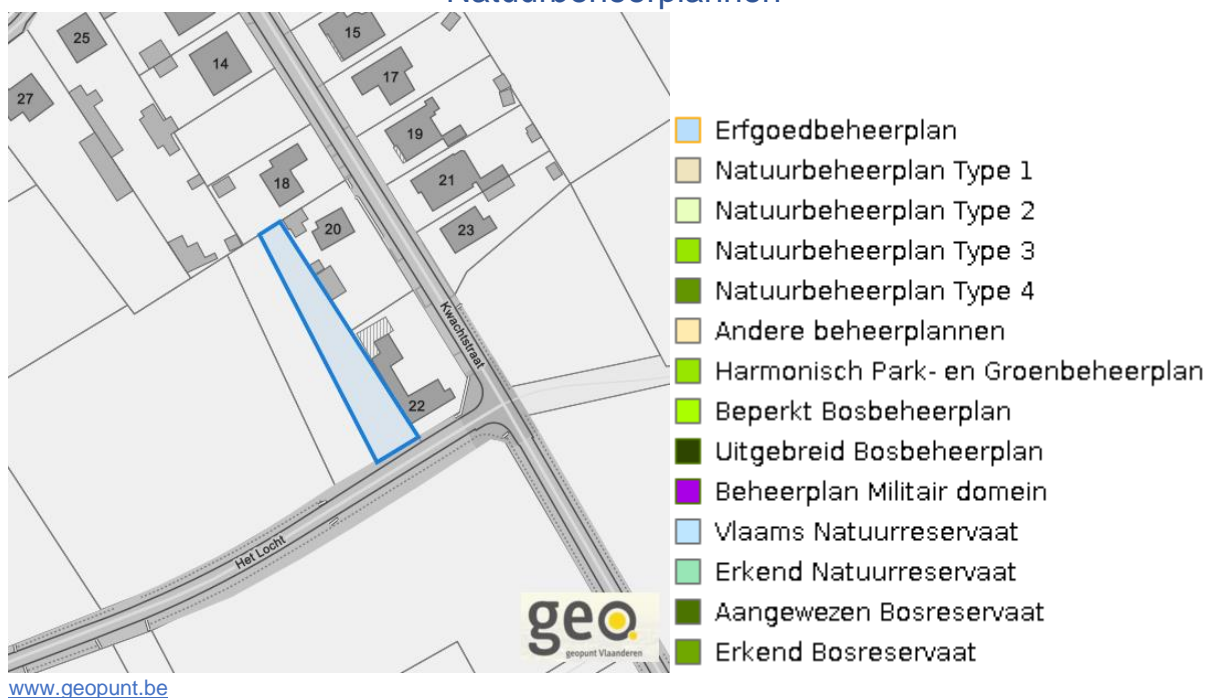 Natuurbeheerplannen
25
14
15
17
27
19
18
21
20
23
Kwachtstraat
22
Het Locht
geo
geopunt Vlaanderen
Erfgoedbeheerplan
Natuurbeheerplan Type 1
Natuurbeheerplan Type 2
Natuurbeheerplan Type 3
Natuurbeheerplan Type 4
Andere beheerplannen
Harmonisch Park- en Groenbeheerplan
Beperkt Bosbeheerplan
Uitgebreid Bosbeheerplan
Beheerplan Militair domein
Vlaams Natuurreservaat
Erkend Natuurreservaat
Aangewezen Bosreservaat
Erkend Bosreservaat
www.geopunt.be